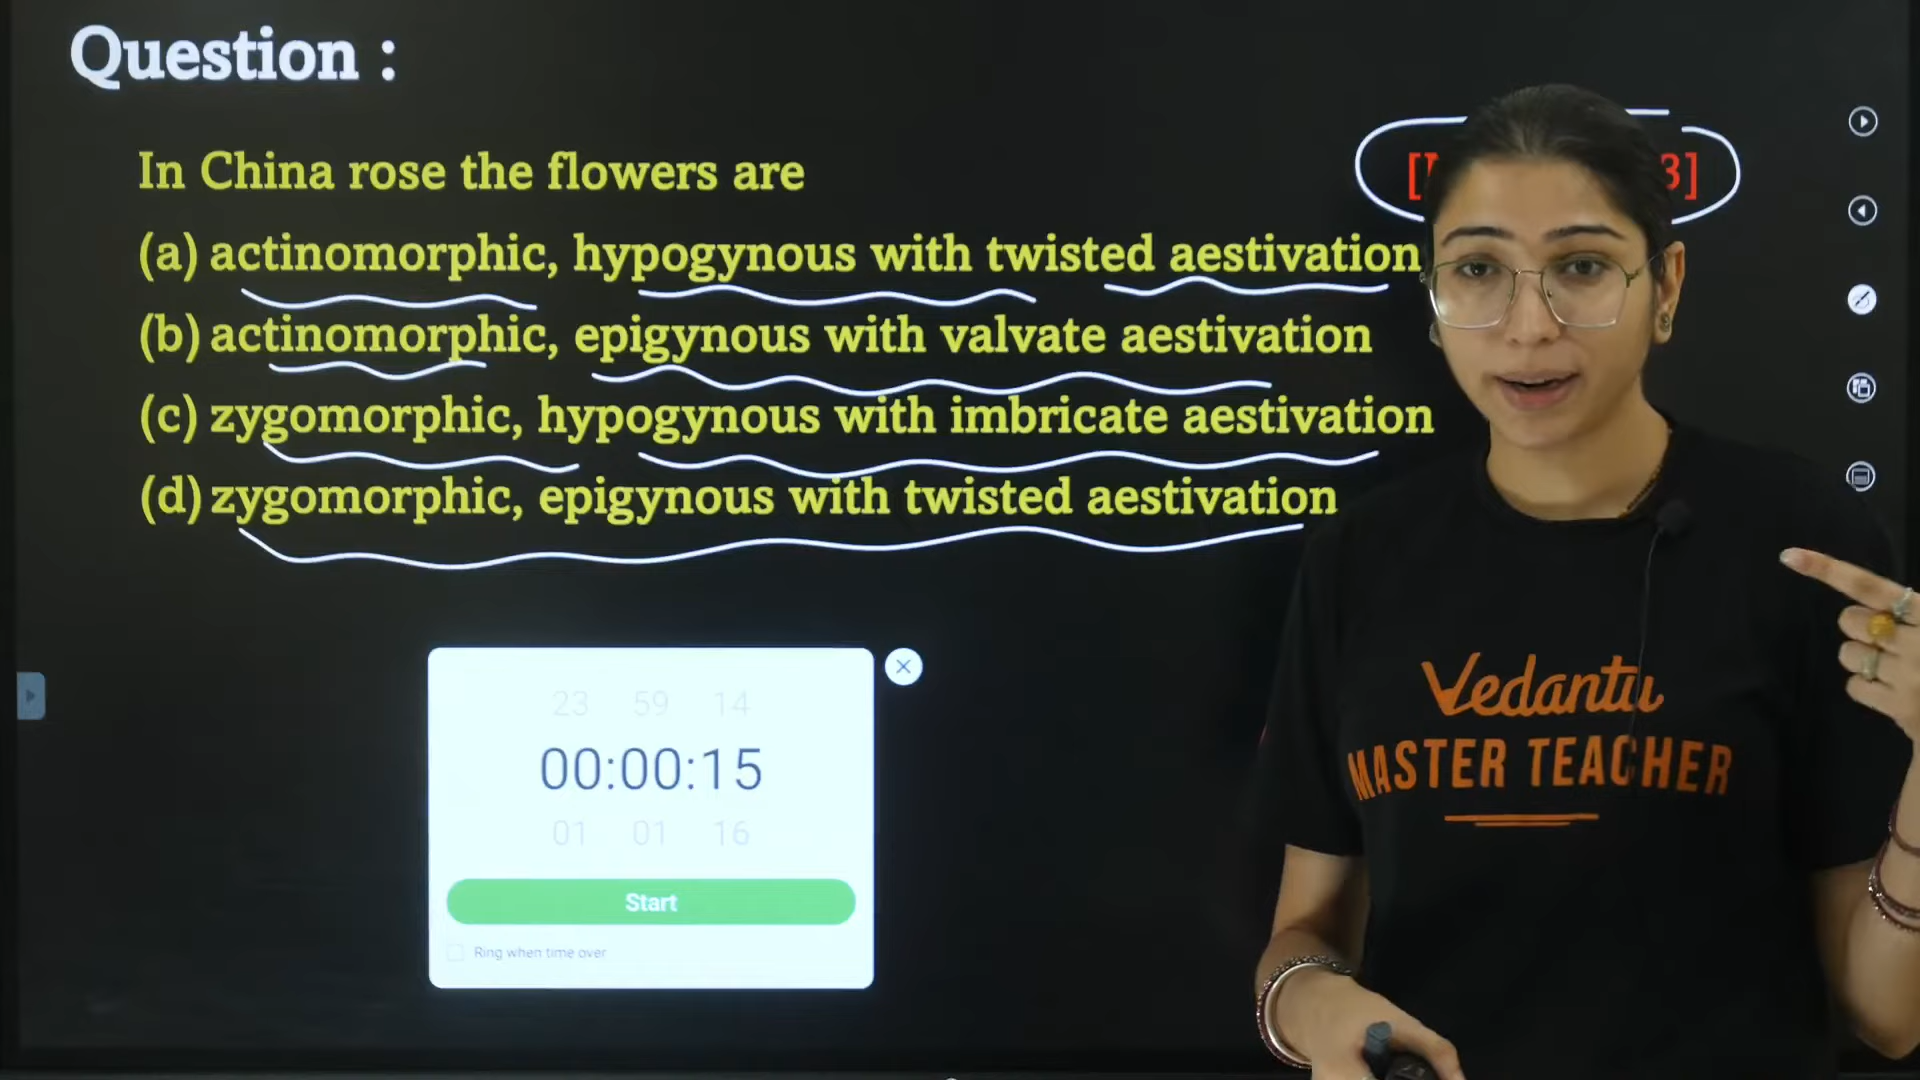 Question :
In China rose the flowers are
(a) actinomorphic, hypogynous with twisted aestivation
(b) actinomorphic, epigynous with valvate aestivation
(c) zygomorphic, hypogynous with imbricate aestivation
(d) zygomorphic, epigynous with twisted aestivation
23 59 14
00:00:15
01 01 16
Start
Ring when time over
Vedantu
MASTER TEACHER